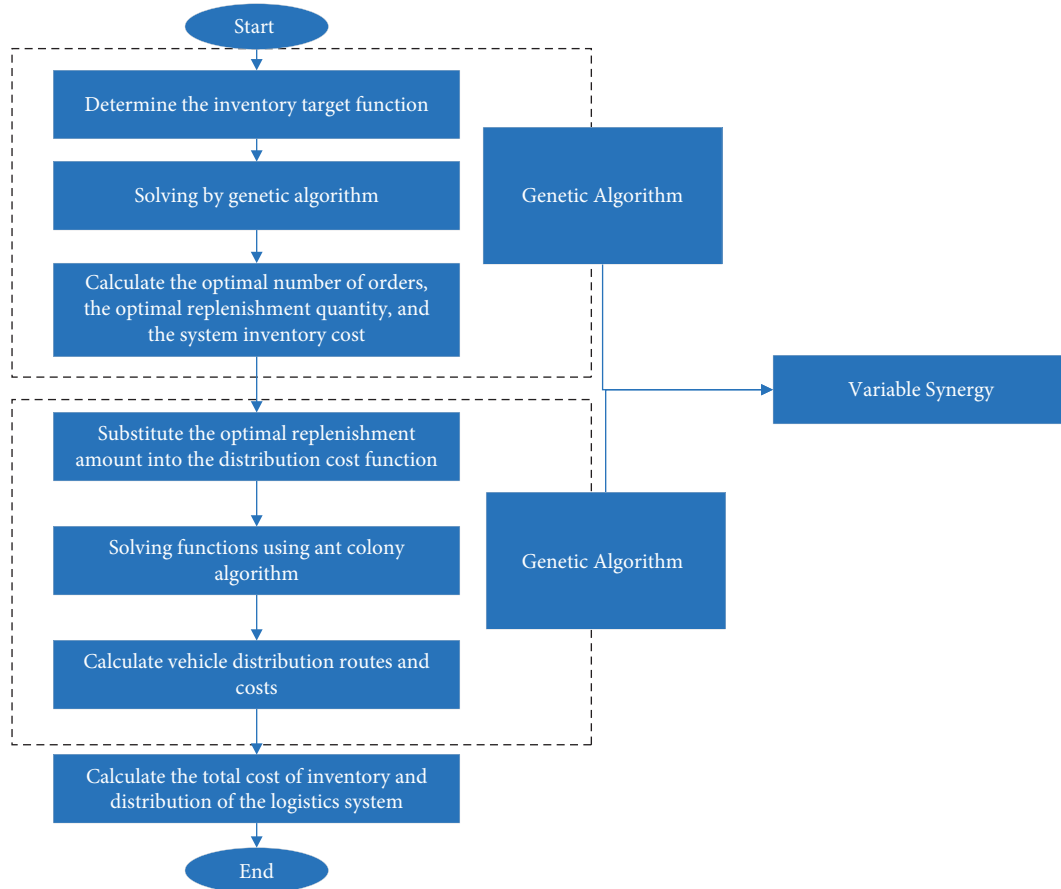 Start
Determine the inventory target function
Solving by genetic algorithm
Genetic Algorithm
Calculate the optimal number of orders,
the optimal replenishment quantity, and
the system inventory cost
Variable Synergy
Substitute the optimal replenishment
amount into the distribution cost function
Solving functions using ant colony
algorithm
Genetic Algorithm
Calculate vehicle distribution routes and
costs
Calculate the total cost of inventory and
distribution of the logistics system
End